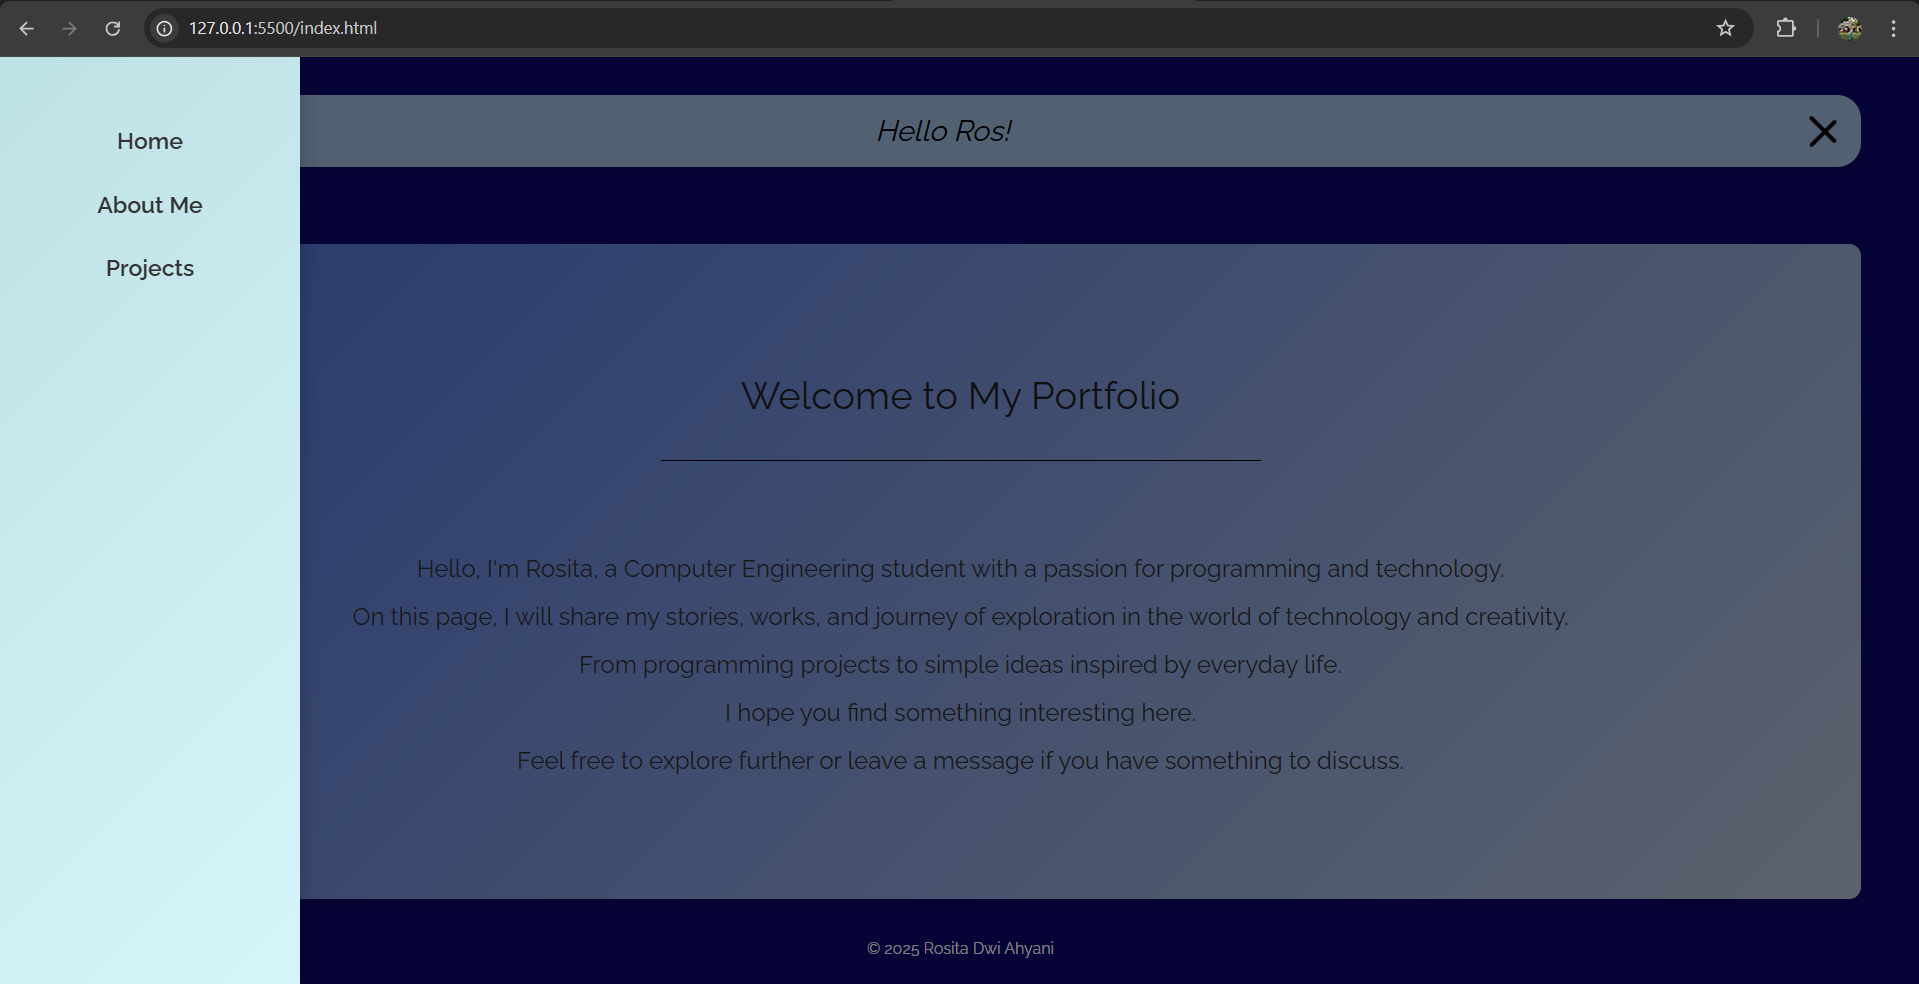 127.0.0.1:5500/index.html
Home
About Me
Projects
Hello Ros!
Welcome to My Portfolio
Hello, I'm Rosita, a Computer Engineering student with a passion for programming and technology.
On this page, I will share my stories, works, and journey of exploration in the world of technology and creativity.
From programming projects to simple ideas inspired by everyday life.
I hope you find something interesting here.
Feel free to explore further or leave a message if you have something to discuss.
© 2025 Rosita Dwi Ahyani